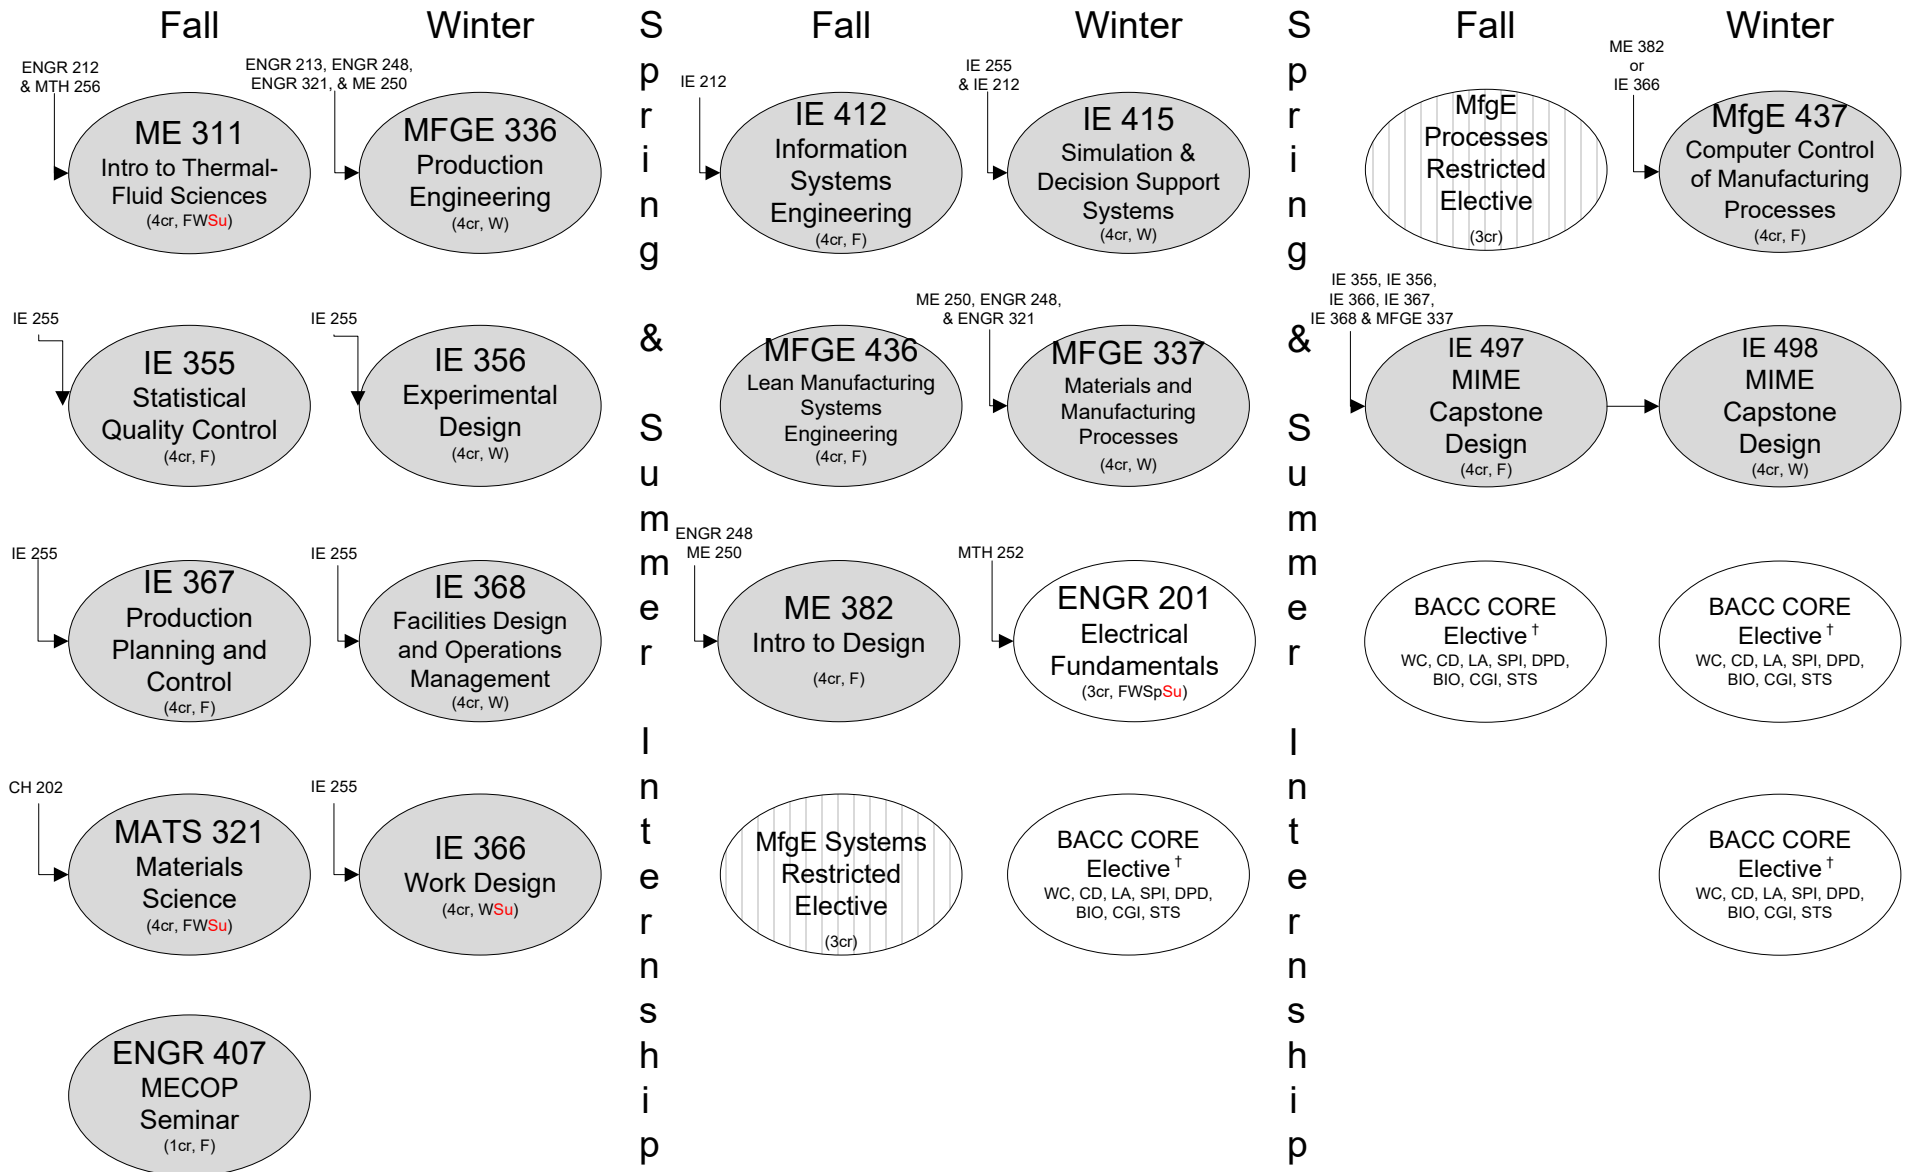 Fall
Winter
ENGR 212
& MTH 256
ME 311
Intro to Thermal-
Fluid Sciences
(4cr, FWSu)
ENGR 213, ENGR 248,
ENGR 321, & ME 250
MFGE 336
Production
Engineering
(4cr, W)
IE 255
IE 355
Statistical
Quality Control
(4cr, F)
IE 255
IE 356
Experimental
Design
(4cr, W)
IE 255
IE 367
Production
Planning and
Control
(4cr, F)
IE 255
IE 368
Facilities Design
and Operations
Management
(4cr, W)
CH 202
MATS 321
Materials
Science
(4cr, FWSu)
IE 255
IE 366
Work Design
(4cr, WSu)
ENGR 407
MECOP
Seminar
(1cr, F)
Spring & Summer Internship
Fall
Winter
IE 212
IE 412
Information
Systems
Engineering
(4cr, F)
IE 255
& IE 212
IE 415
Simulation &
Decision Support
Systems
(4cr, W)
MFGE 436
Lean Manufacturing
Systems
Engineering
(4cr, F)
ME 250, ENGR 248,
& ENGR 321
MFGE 337
Materials and
Manufacturing
Processes
(4cr, W)
ENGR 248
ME 250
ME 382
Intro to Design
(4cr, F)
MTH 252
ENGR 201
Electrical
Fundamentals
(3cr, FWSpSu)
MfgE Systems
Restricted
Elective
(3cr)
BACC CORE
Elective †
WC, CD, LA, SPI, DPD,
BIO, CGI, STS
Spring & Summer Internship
Fall
Winter
MfgE
Processes
Restricted
Elective
(3cr)
ME 382
or
IE 366
MfgE 437
Computer Control
of Manufacturing
Processes
(4cr, F)
IE 355, IE 356,
IE 366, IE 367,
IE 368 & MFGE 337
IE 497
MIME
Capstone
Design
(4cr, F)
IE 498
MIME
Capstone
Design
(4cr, W)
BACC CORE
Elective †
WC, CD, LA, SPI, DPD,
BIO, CGI, STS
BACC CORE
Elective †
WC, CD, LA, SPI, DPD,
BIO, CGI, STS
BACC CORE
Elective †
WC, CD, LA, SPI, DPD,
BIO, CGI, STS